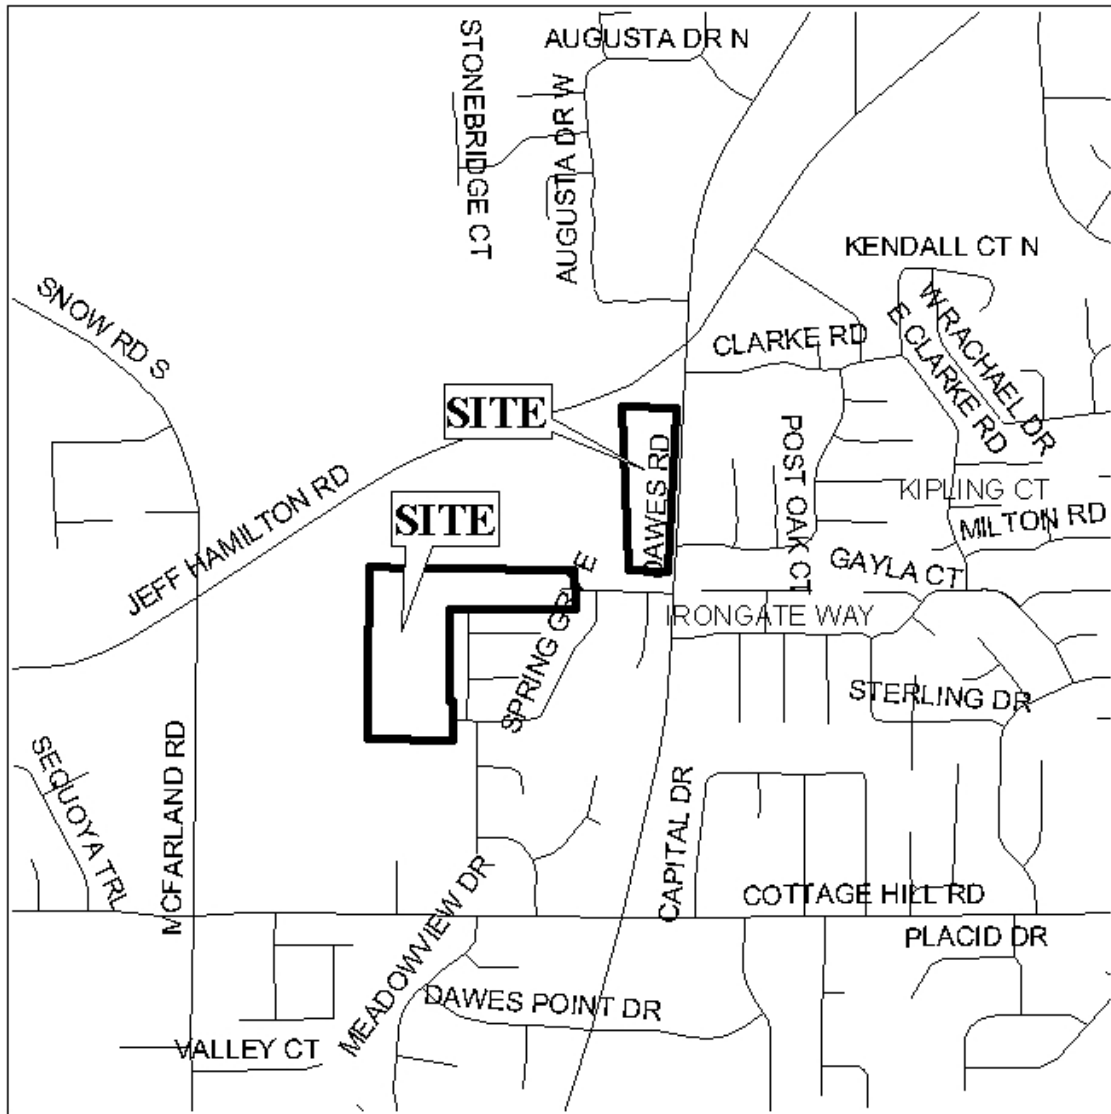 AUGUSTA DR N
STONEBRIDGE CT
AUGUSTA DR W
KENDALL CT N
SNOW RD S
W RACHAEL DR
E CLARKE RD
CLARKE RD
SITE
DAWES RD
POST OAK CT
JEFF HAMILTON RD
SITE
KIPLING CT
MILTON RD
GAYLA CT
SPRING GR E
IRONGATE WAY
STERLING DR
SEQUOYA TRL
MCFARLAND RD
CAPITAL DR
COTTAGE HILL RD
MEADOWVIEW DR
PLACID DR
DAWES POINT DR
VALLEY CT